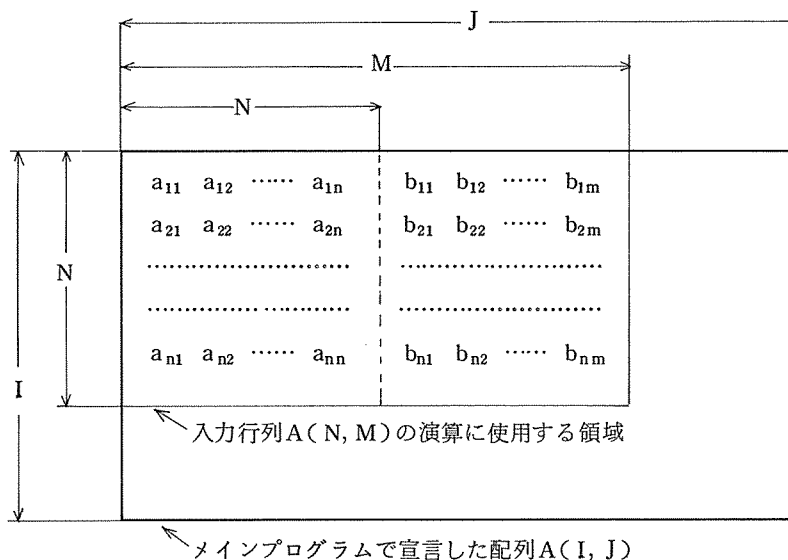 J
M
N
a11 a12 …… a1n b11 b12 …… b1m
a21 a22 …… a2n b21 b22 …… b2m
N
an1 an2 …… ann bn1 bn2 …… bnm
I
入力行列A(N, M)の演算に使用する領域
メインプログラムで宣言した配列A(I, J)